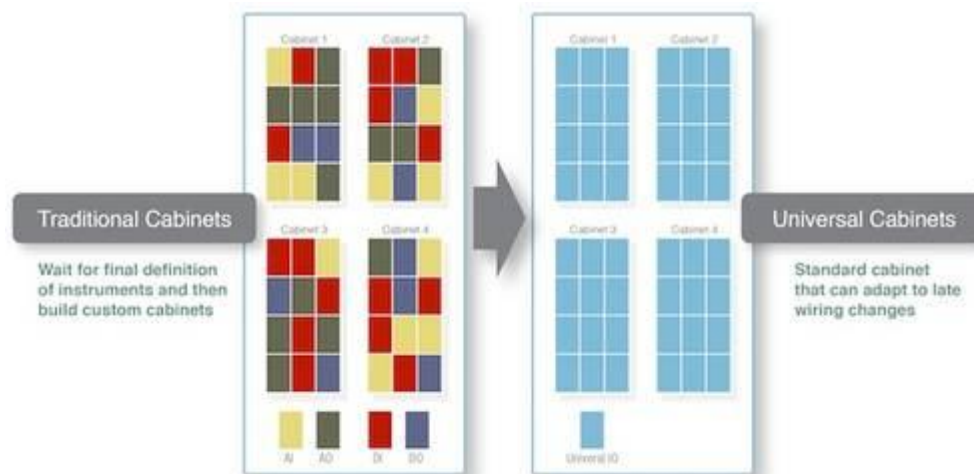 Cabinet 1
Cabinet 2
Cabinet 1
Cabinet 2
Traditional Cabinets
Wait for final definition
of instruments and then
build custom cabinets
Cabinet 3
Cabinet 4
Cabinet 3
Cabinet 4
Universal Cabinets
Standard cabinet
that can adapt to late
wiring changes
AI
AO
DI
DO
Universal IO